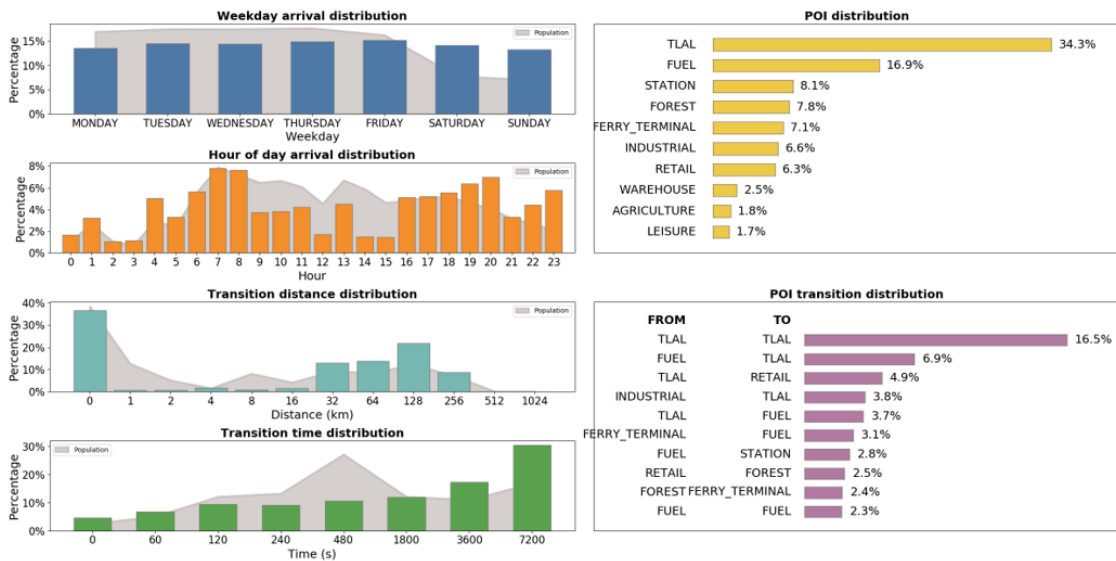 Weekday arrival distribution
Percentage
15%
10%
5%
0%
Population
MONDAY TUESDAY WEDNESDAY THURSDAY FRIDAY SATURDAY SUNDAY
Weekday
Hour of day arrival distribution
Percentage
8%
6%
4%
2%
0%
Population
0 1 2 3 4 5 6 7 8 9 10 11 12 13 14 15 16 17 18 19 20 21 22 23
Hour
Transition distance distribution
Percentage
40%
30%
20%
10%
0%
Population
0 1 2 4 8 16 32 64 128 256 512 1024
Distance (km)
Transition time distribution
Percentage
30%
20%
10%
0%
Population
0 60 120 240 480 1800 3600 7200
Time (s)
POI distribution
TLAL 34.3%
FUEL 16.9%
STATION 8.1%
FOREST 7.8%
FERRY_TERMINAL 7.1%
INDUSTRIAL 6.6%
RETAIL 6.3%
WAREHOUSE 2.5%
AGRICULTURE 1.8%
LEISURE 1.7%
POI transition distribution
FROM TO
TLAL TLAL 16.5%
FUEL TLAL 6.9%
TLAL RETAIL 4.9%
INDUSTRIAL TLAL 3.8%
TLAL FUEL 3.7%
FERRY_TERMINAL FUEL 3.1%
FUEL STATION 2.8%
RETAIL FOREST 2.5%
FOREST FERRY_TERMINAL 2.4%
FUEL FUEL 2.3%